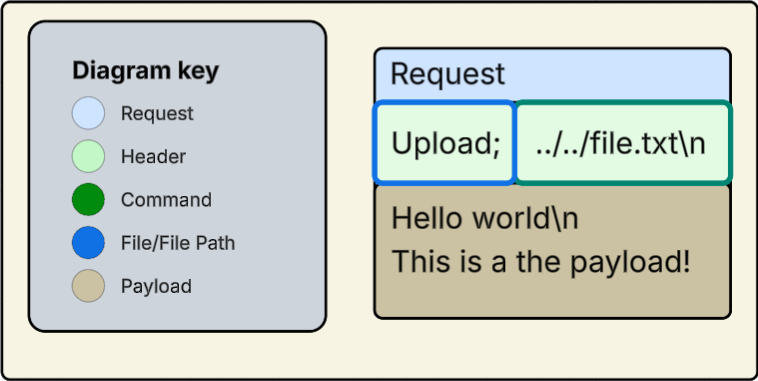 Diagram key
Request
Header
Command
File/File Path
Payload
Request
Upload; ../../file.txt\n
Hello world\n
This is a the payload!